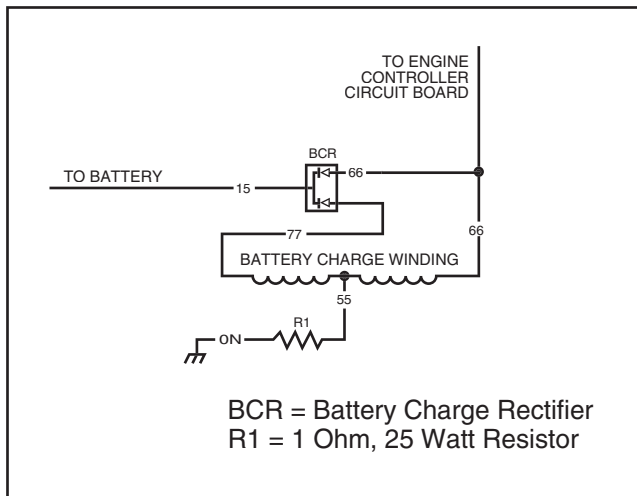 TO ENGINE
CONTROLLER
CIRCUIT BOARD
BCR
TO BATTERY
15
66
77
66
BATTERY CHARGE WINDING
55
R1
0N
BCR = Battery Charge Rectifier
R1 = 1 Ohm, 25 Watt Resistor